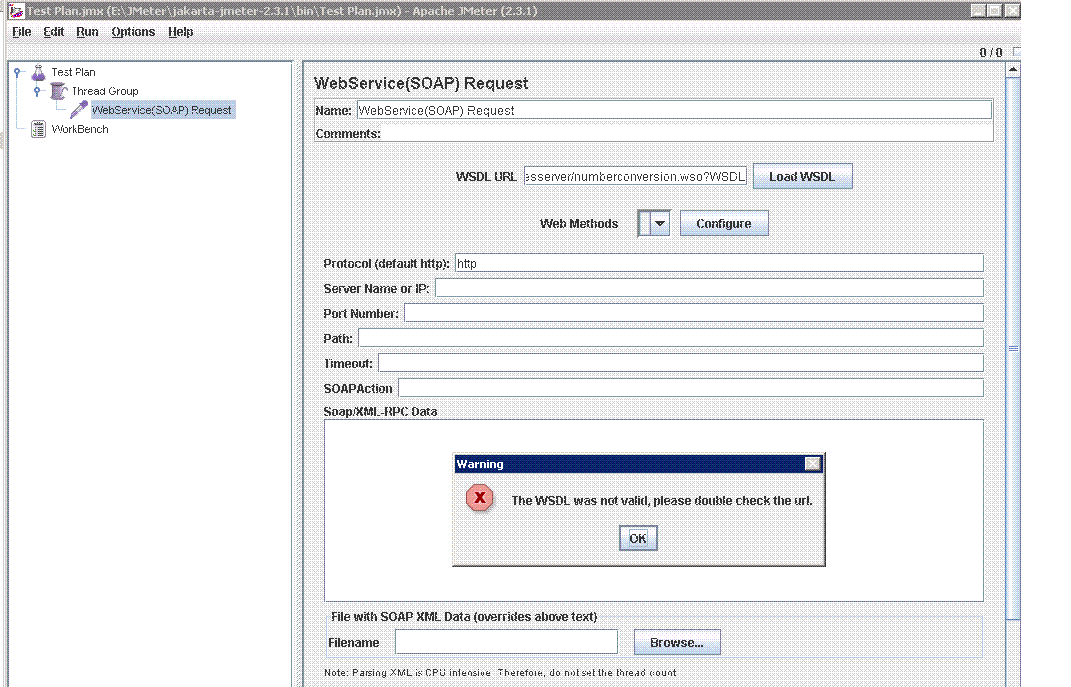 Test Plan.jmx (E:\JMeter\jakarta-jmeter-2.3.1\bin\Test Plan.jmx) - Apache JMeter (2.3.1)
File Edit Run Options Help
0 / 0
Test Plan
Thread Group
WebService(SOAP) Request
WorkBench
WebService(SOAP) Request
Name: WebService(SOAP) Request
Comments:
WSDL URL esserver/numberconversion.wso?WSDL Load WSDL
Web Methods Configure
Protocol (default http): http
Server Name or IP:
Port Number:
Path:
Timeout:
SOAPAction
Soap/XML-RPC Data
Warning
The WSDL was not valid, please double check the url.
OK
File with SOAP XML Data (overrides above text)
Filename Browse...
Note: Parsing XML is CPU intensive. Therefore, do not set the thread count